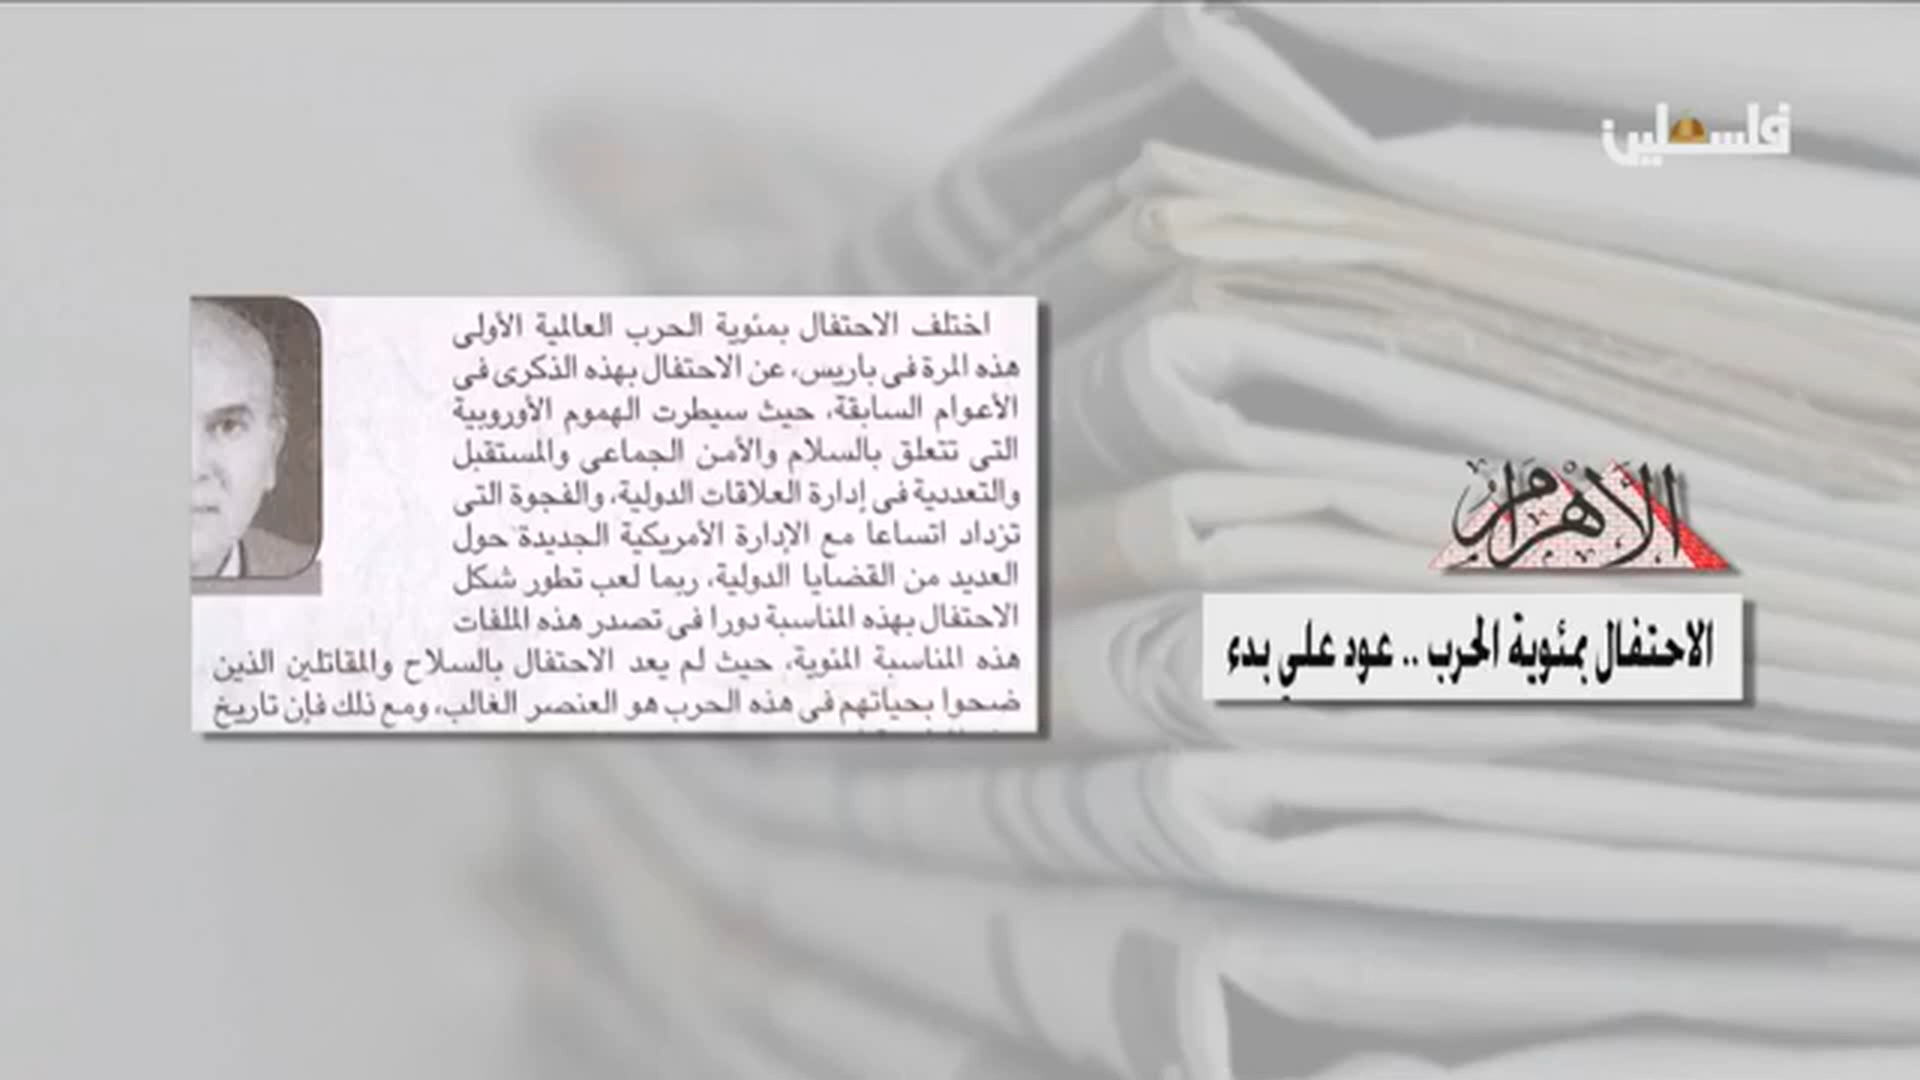 فلسطين
الأهرام
الاحتفال بمئوية الحرب .. عود علي بدء
اختلف الاحتفال بمئوية الحرب العالمية الأولى
هذه المرة فى باريس، عن الاحتفال بهذه الذكرى فى
الأعوام السابقة، حيث سيطرت الهموم الأوروبية
التى تتعلق بالسلام والأمن الجماعى والمستقبل
والتعددية فى إدارة العلاقات الدولية، والفجوة التى
تزداد اتساعا مع الإدارة الأمريكية الجديدة حول
العديد من القضايا الدولية، ربما لعب تطور شكل
الاحتفال بهذه المناسبة دورا فى تصدر هذه الملفات
هذه المناسبة المئوية، حيث لم يعد الاحتفال بالسلاح والمقاتلين الذين
ضحوا بحياتهم فى هذه الحرب هو العنصر الغالب، ومع ذلك فإن تاريخ